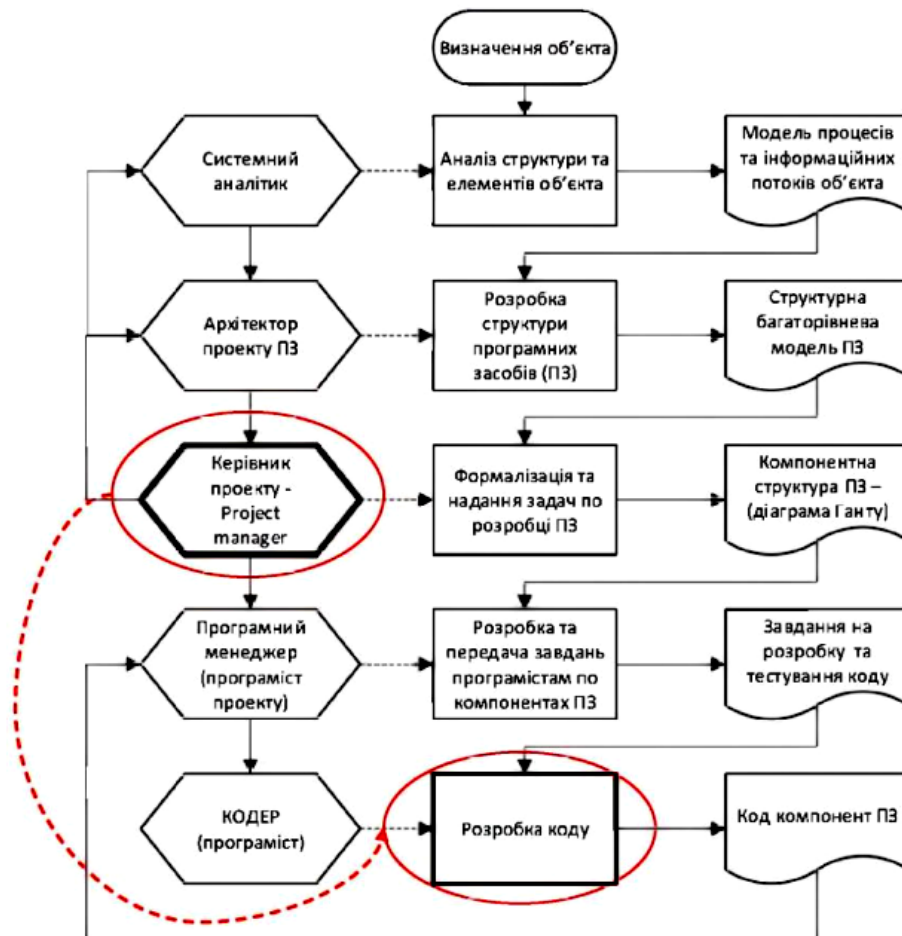 Визначення об’єкта
Системний
аналітик
Аналіз структури та
елементів об’єкта
Модель процесів
та інформаційних
потоків об’єкта
Архітектор
проекту ПЗ
Розробка
структури
програмних
засобів (ПЗ)
Структурна
багаторівнева
модель ПЗ
Керівник
проекту -
Project
manager
Формалізація та
надання задач по
розробці ПЗ
Компонентна
структура ПЗ –
(діаграма Ганту)
Програмний
менеджер
(програміст
проекту)
Розробка та
передача завдань
програмістам по
компонентах ПЗ
Завдання на
розробку та
тестування коду
КОДЕР
(програміст)
Розробка коду
Код компонент ПЗ